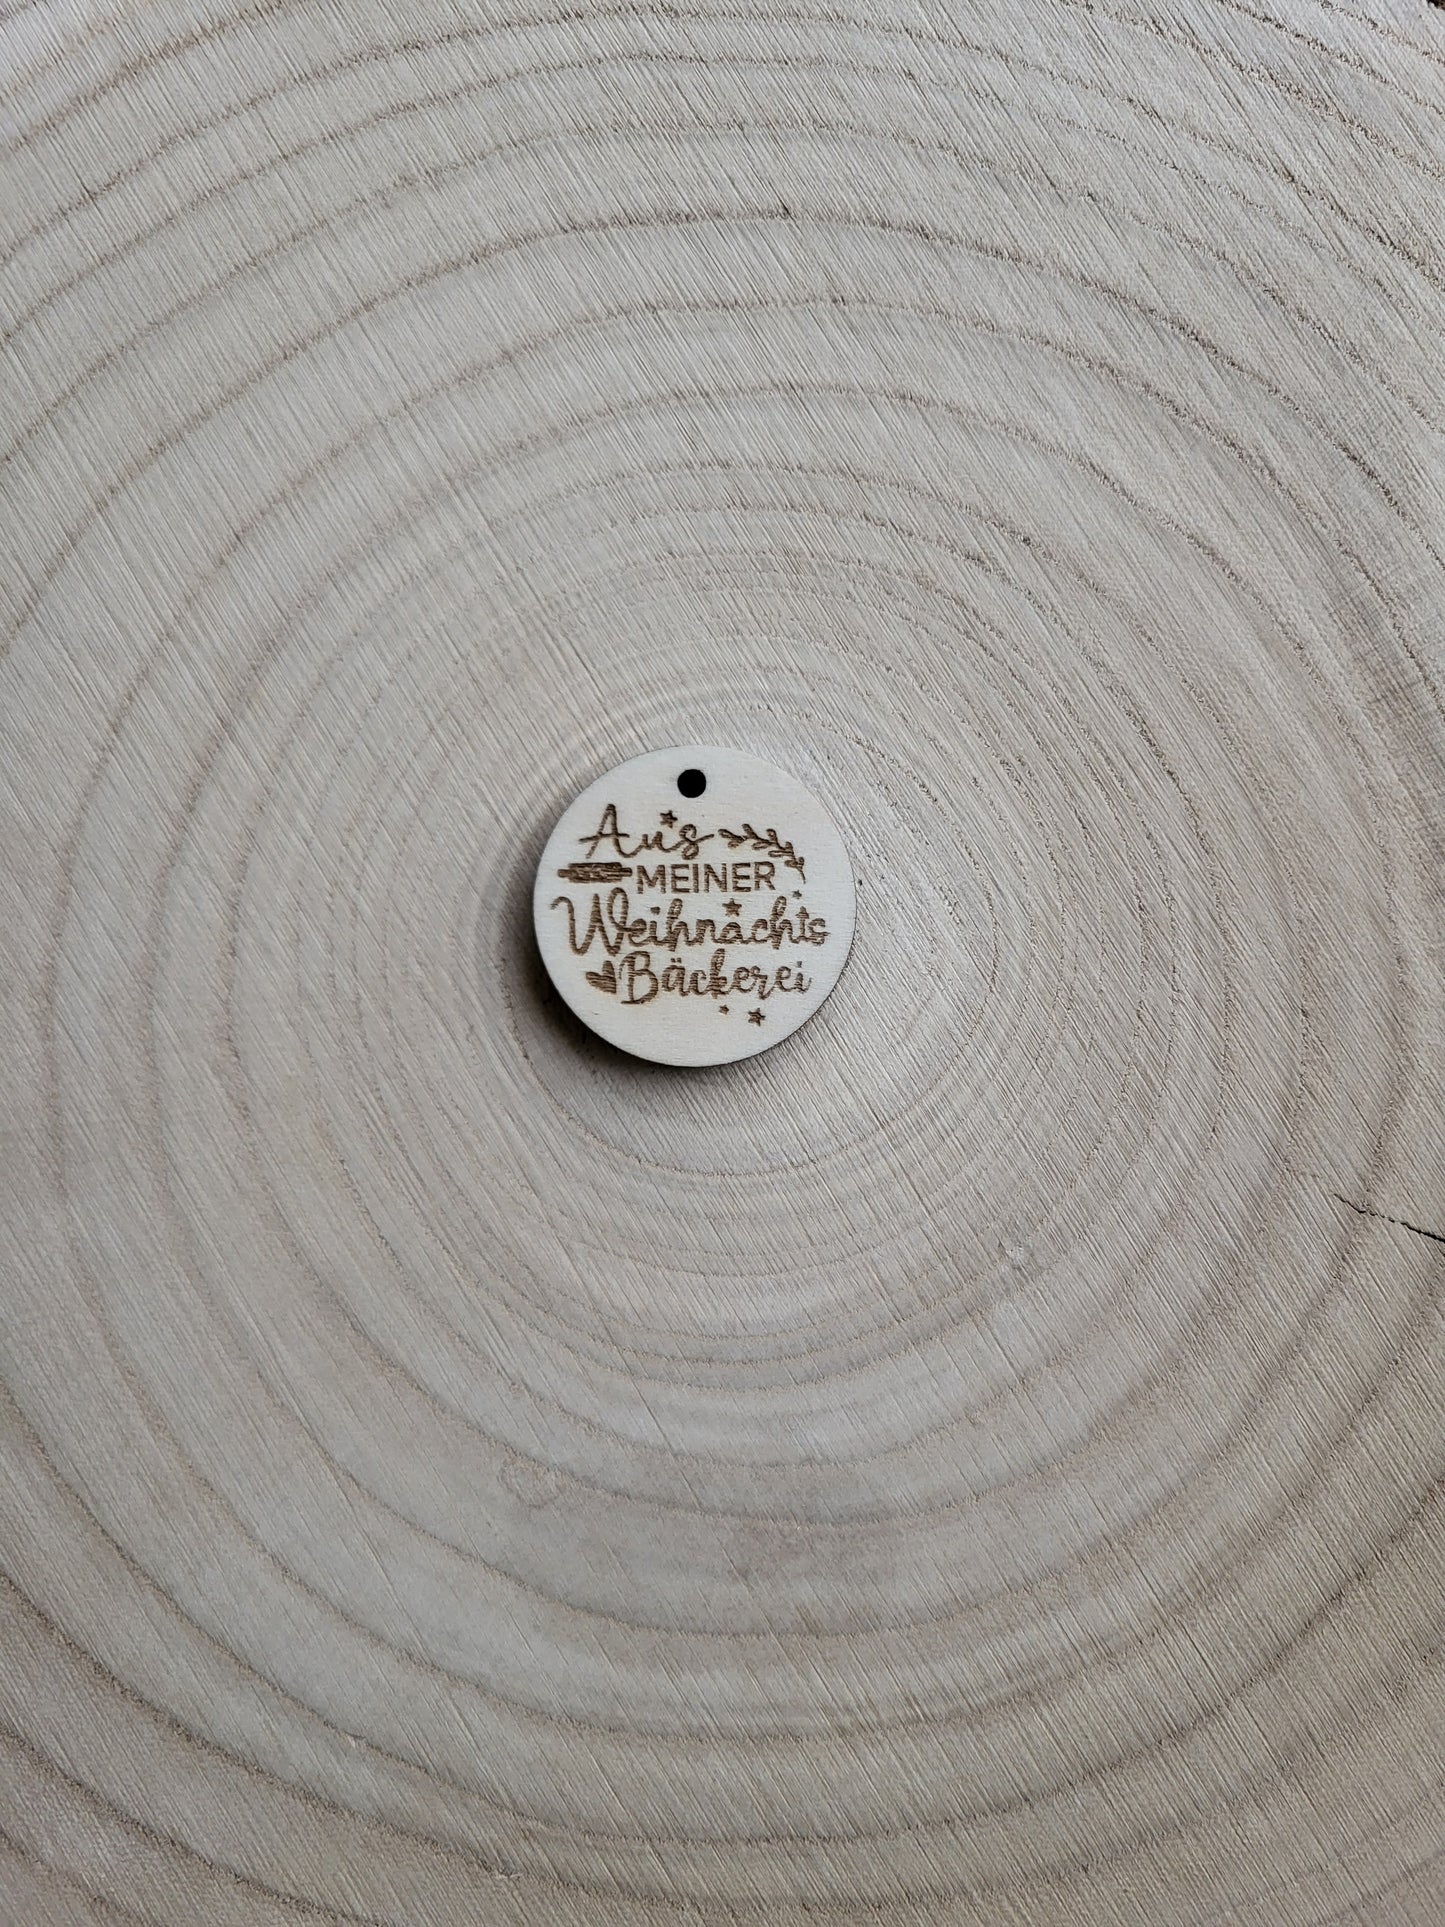 Aus
MEINER
Weihnachts
Bäckerei